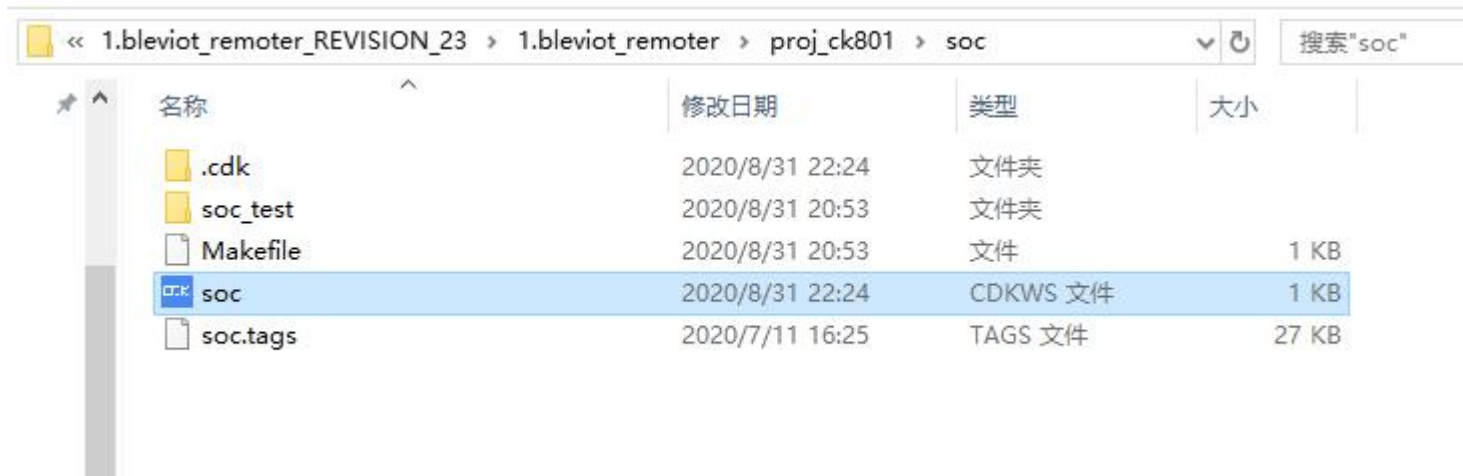 « 1.bleviot_remoter_REVISION_23 › 1.bleviot_remoter › proj_ck801 › soc 搜索"soc"
名称 修改日期 类型 大小
.cdk 2020/8/31 22:24 文件夹
soc_test 2020/8/31 20:53 文件夹
Makefile 2020/8/31 20:53 文件 1 KB
CDK soc 2020/8/31 22:24 CDKWS 文件 1 KB
soc.tags 2020/7/11 16:25 TAGS 文件 27 KB